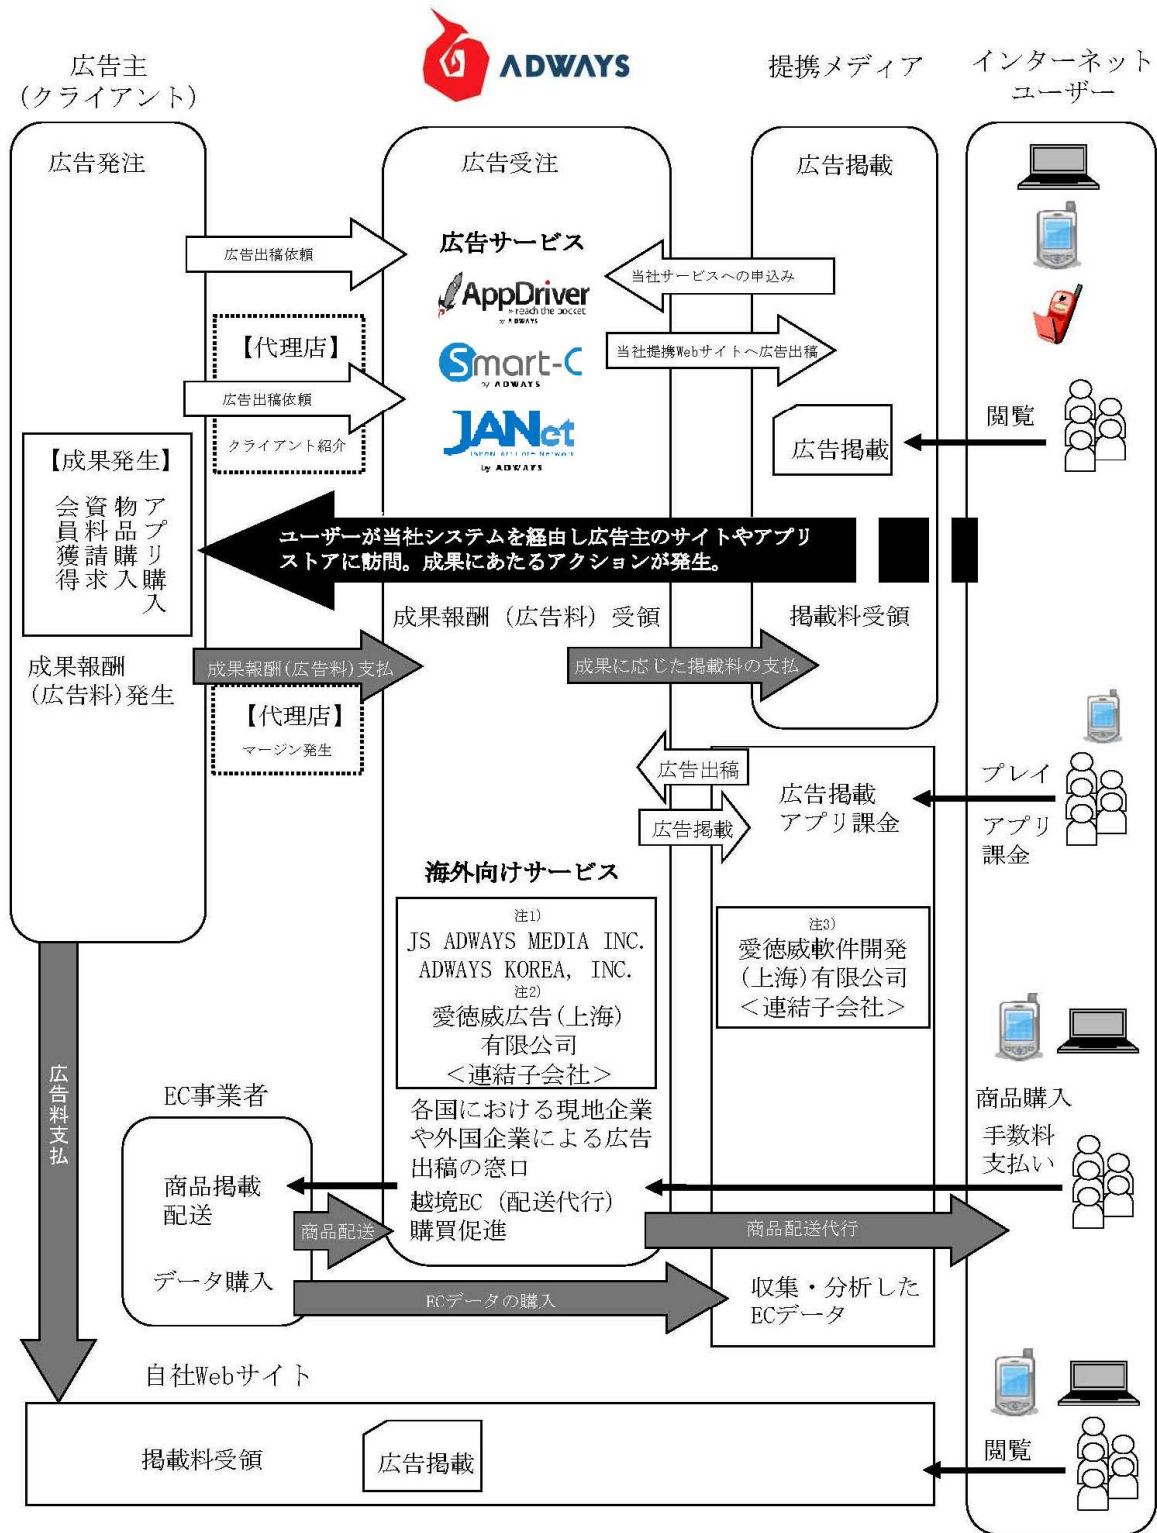 広告主
(クライアント)
ADWAYS
提携メディア
インターネット
ユーザー
広告発注
広告受注
広告掲載
広告出稿依頼
広告サービス
当社サービスへの申込み
AppDriver
reach the pocket
by ADWAYS
【代理店】
広告出稿依頼
クライアント紹介
Smart-C
by ADWAYS
当社提携Webサイトへ広告出稿
JANet
JAPAN Affiliate Network
by ADWAYS
広告掲載
閲覧
【成果発生】
アプリ購入
物品購入
資料請求
会員獲得
ユーザーが当社システムを経由し広告主のサイトやアプリ
ストアに訪問。成果にあたるアクションが発生。
成果報酬(広告料)受領
掲載料受領
成果報酬
(広告料)発生
成果報酬(広告料)支払
成果に応じた掲載料の支払
【代理店】
マージン発生
広告出稿
広告掲載
広告掲載
アプリ課金
プレイ
アプリ
課金
海外向けサービス
注1)
JS ADWAYS MEDIA INC.
ADWAYS KOREA, INC.
注2)
愛徳威広告(上海)
有限公司
<連結子会社>
注3)
愛徳威軟件開発
(上海)有限公司
<連結子会社>
各国における現地企業
や外国企業による広告
出稿の窓口
越境EC(配送代行)
購買促進
広告料支払
EC事業者
商品掲載
配送
データ購入
商品配送
商品購入
手数料
支払い
商品配送代行
ECデータの購入
収集・分析した
ECデータ
自社Webサイト
掲載料受領
広告掲載
閲覧